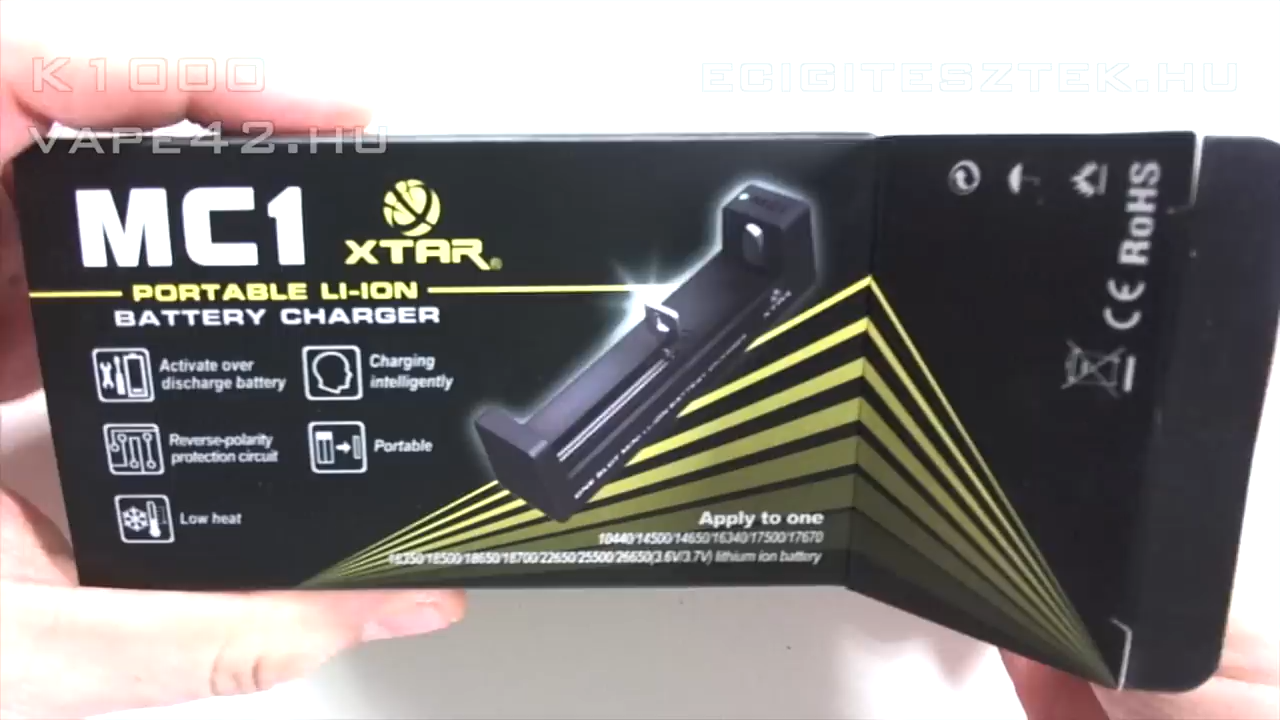 K1000
ECIGITESZTEK.HU
VAPE42.HU
MC1
XTAR®
PORTABLE LI-ION
BATTERY CHARGER
Activate over
discharge battery
Charging
intelligently
Reverse-polarity
protection circuit
Portable
Low heat
Apply to one
10440/14500/14650/16340/17500/17670
18350/18500/18650/18700/22650/25500/26650(3.6V/3.7V) lithium ion battery
CE RoHS